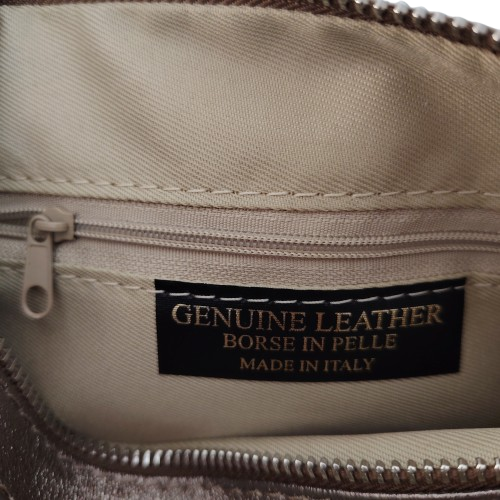 GENUINE LEATHER
BORSE IN PELLE
MADE IN ITALY